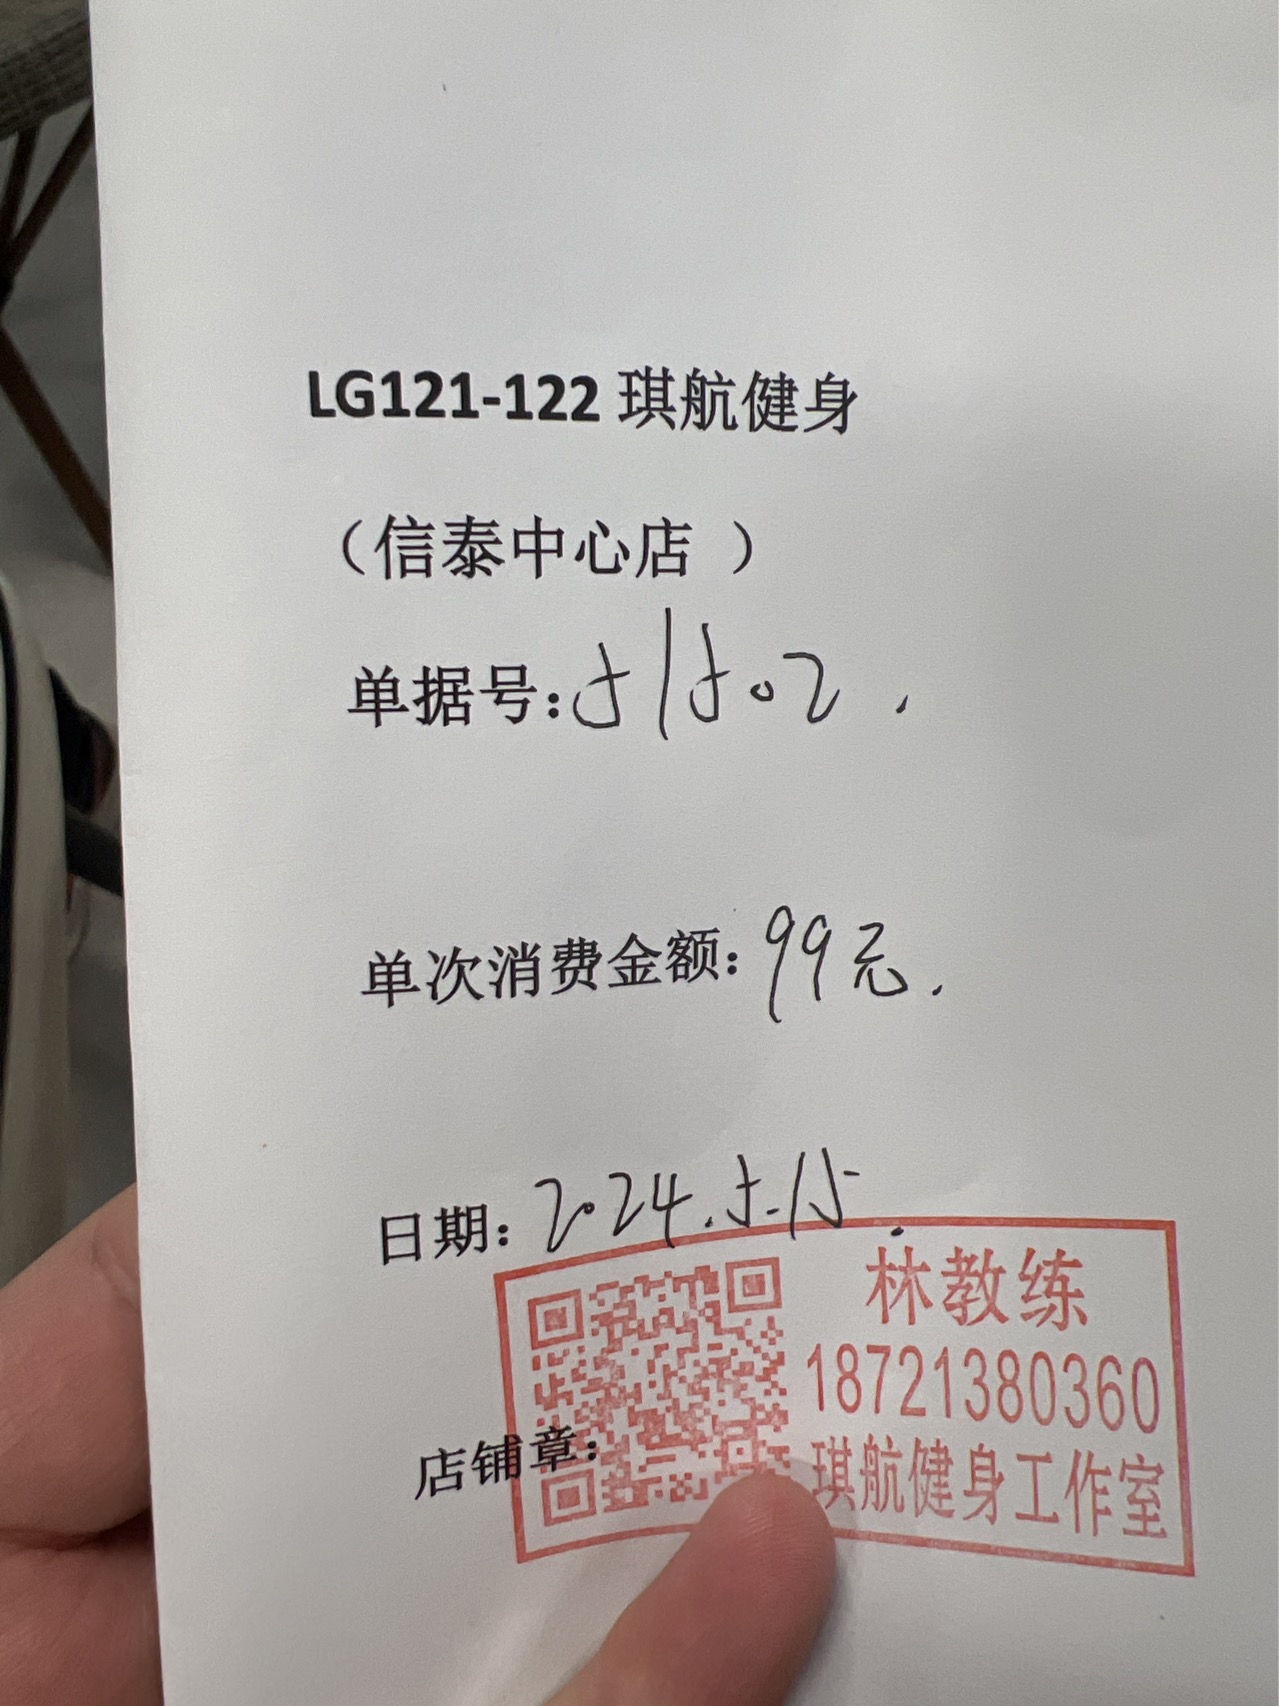 LG121-122 琪航健身
（信泰中心店 ）
单据号:51502.
单次消费金额:99元.
日期:2024.5.15.
店铺章:
林教练
18721380360
琪航健身工作室